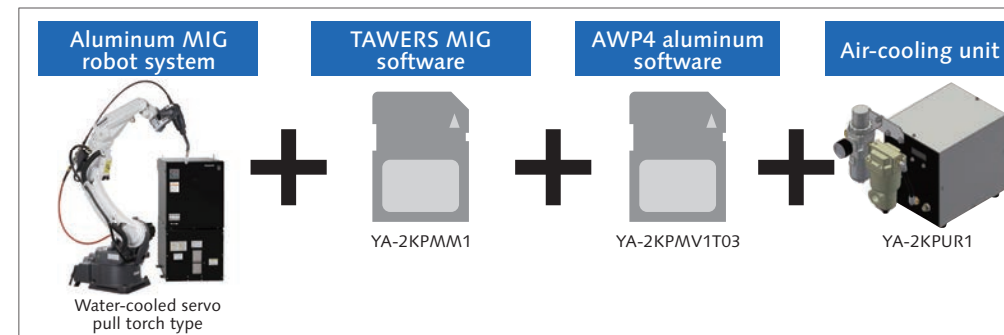 Aluminum MIG
robot system
TAWERS MIG
software
AWP4 aluminum
software
Air-cooling unit
YA-2KPMM1
YA-2KPMV1T03
YA-2KPUR1
Water-cooled servo
pull torch type